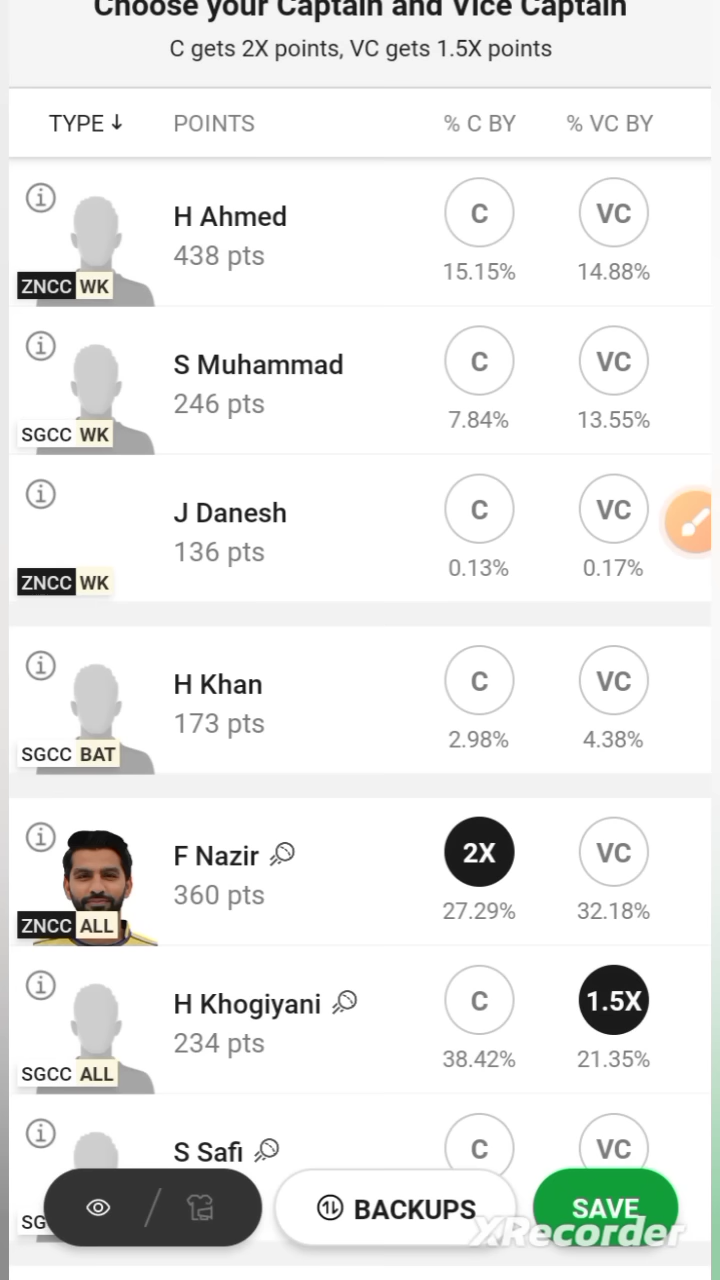 Choose your Captain and Vice Captain
C gets 2X points, VC gets 1.5X points
TYPE↓ POINTS % C BY % VC BY
H Ahmed C VC
438 pts 15.15% 14.88%
ZNCC WK
S Muhammad C VC
246 pts 7.84% 13.55%
SGCC WK
J Danesh C VC
136 pts 0.13% 0.17%
ZNCC WK
H Khan C VC
173 pts 2.98% 4.38%
SGCC BAT
F Nazir 2X VC
360 pts 27.29% 32.18%
ZNCC ALL
H Khogiyani C 1.5X
234 pts 38.42% 21.35%
SGCC ALL
S Safi C VC
SG
BACKUPS SAVE
XRecorder